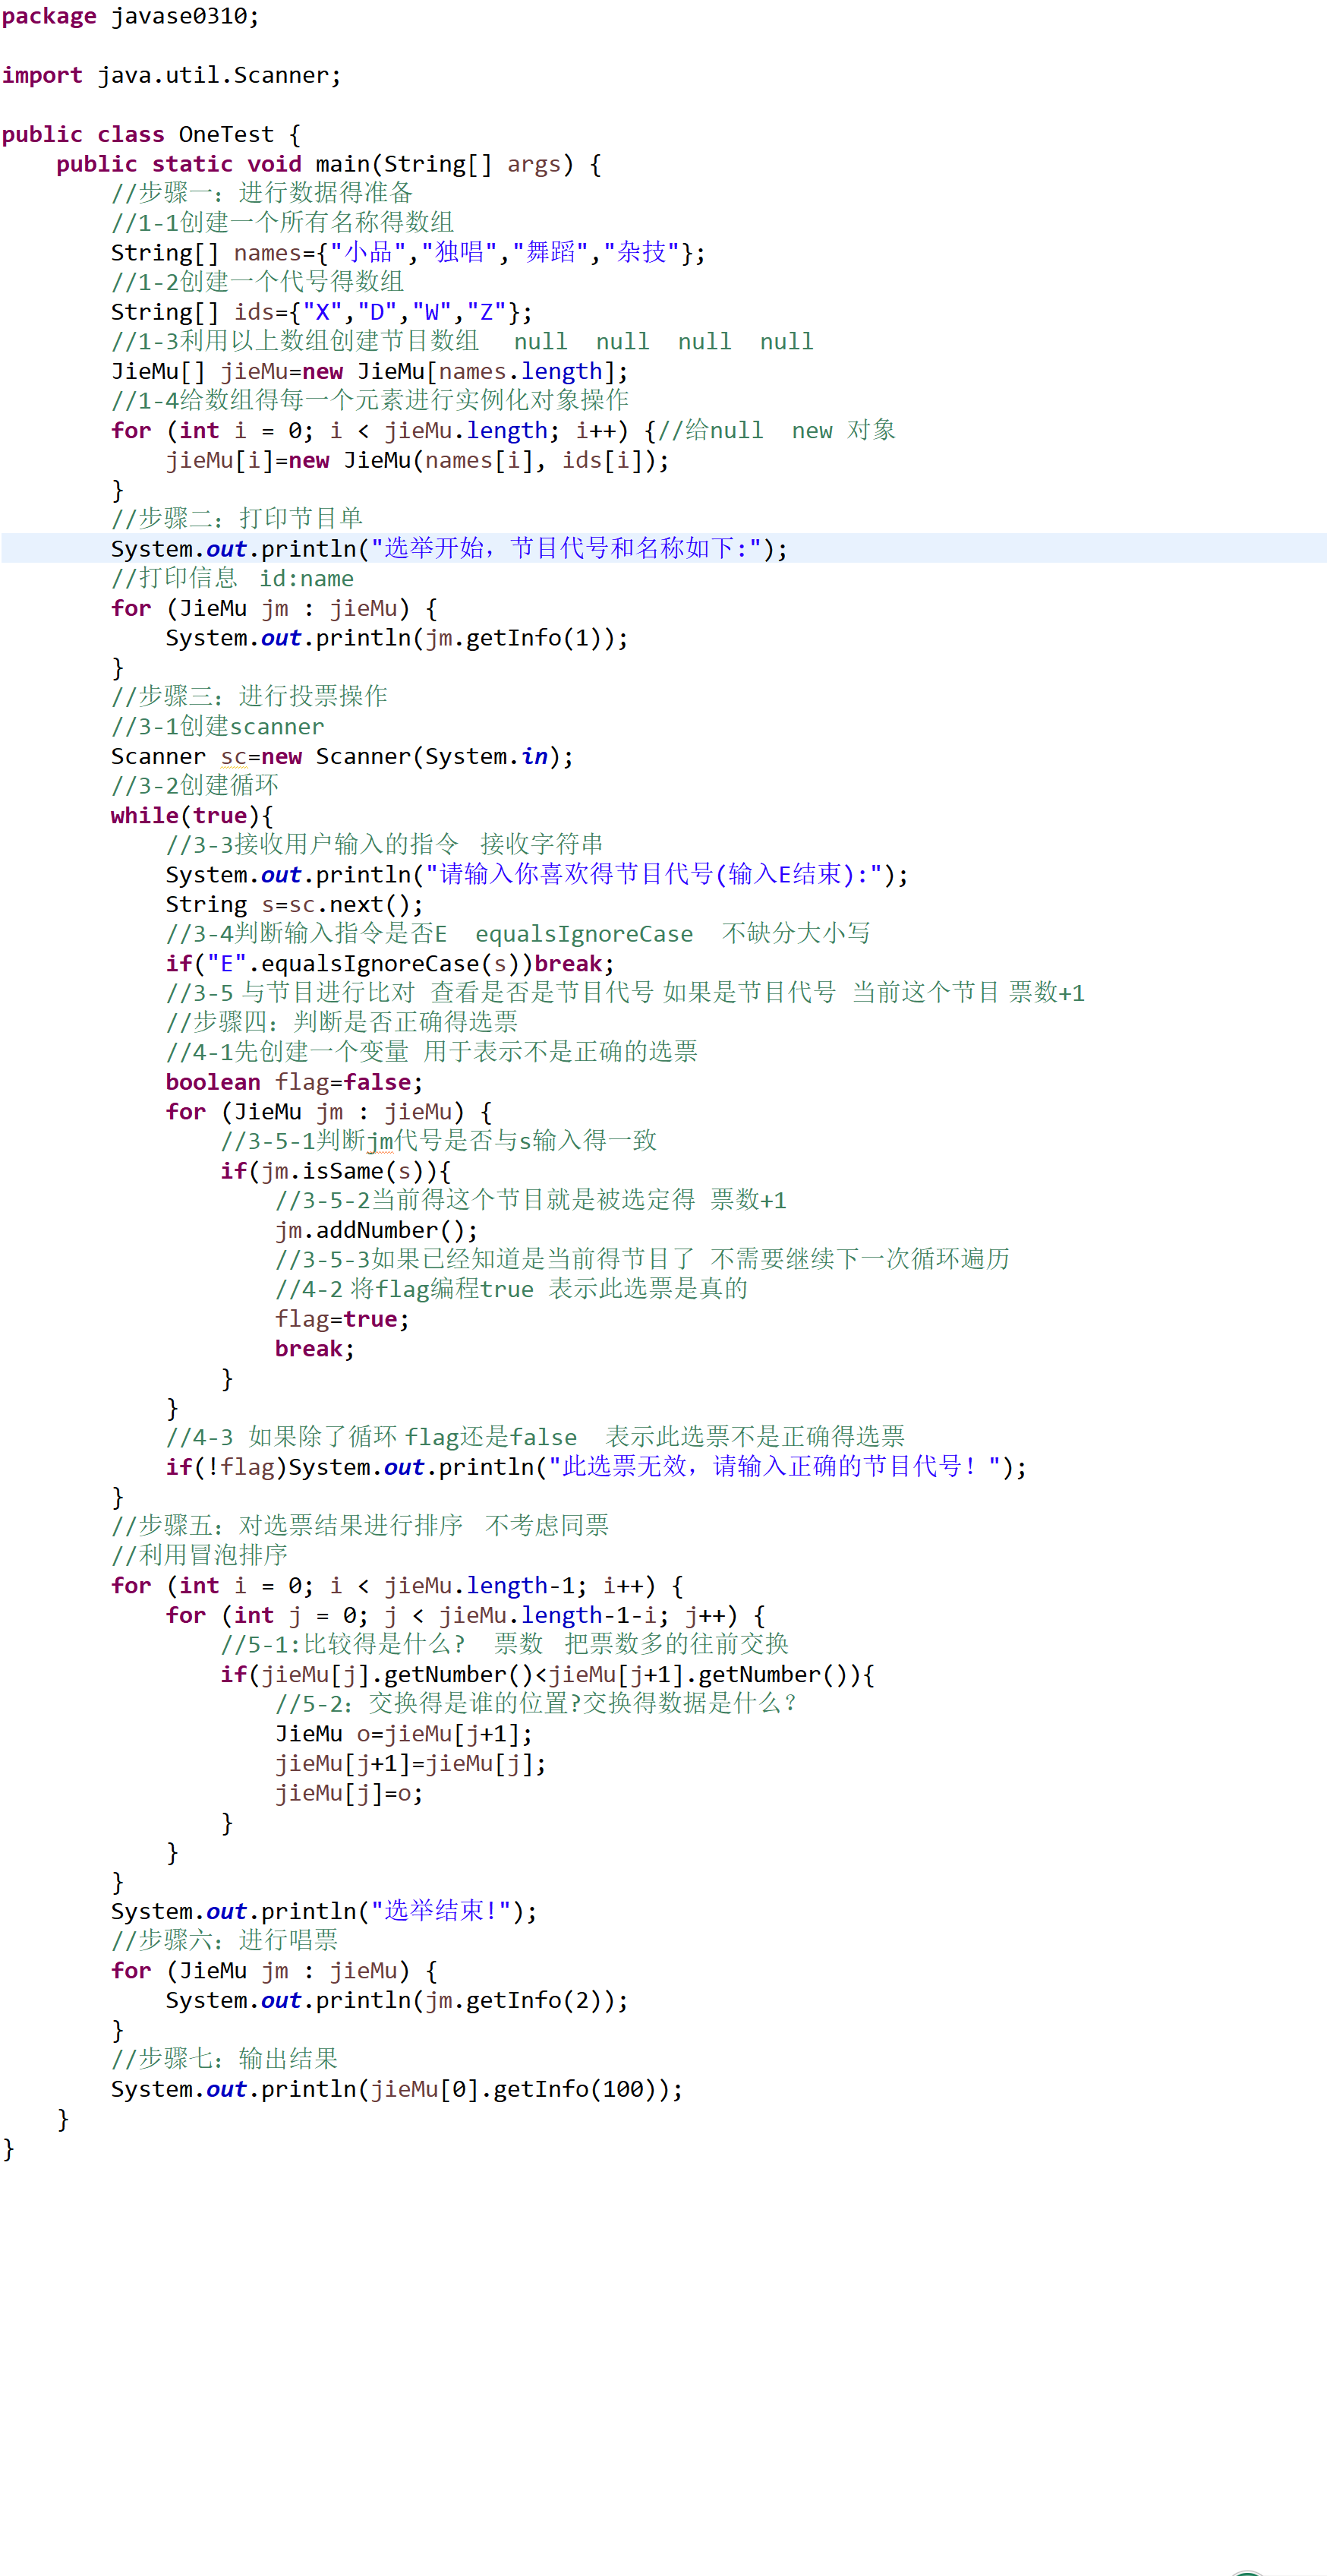 package javase0310;
import java.util.Scanner;
public class OneTest {
public static void main(String[] args) {
//步骤一：进行数据得准备
//1-1创建一个所有名称得数组
String[] names={"小品","独唱","舞蹈","杂技"};
//1-2创建一个代号得数组
String[] ids={"X","D","W","Z"};
//1-3利用以上数组创建节目数组 null null null null
JieMu[] jieMu=new JieMu[names.length];
//1-4给数组得每一个元素进行实例化对象操作
for (int i = 0; i < jieMu.length; i++) {//给null new 对象
jieMu[i]=new JieMu(names[i], ids[i]);
}
//步骤二：打印节目单
System.out.println("选举开始，节目代号和名称如下:");
//打印信息 id:name
for (JieMu jm : jieMu) {
System.out.println(jm.getInfo(1));
}
//步骤三：进行投票操作
//3-1创建scanner
Scanner sc=new Scanner(System.in);
//3-2创建循环
while(true){
//3-3接收用户输入的指令 接收字符串
System.out.println("请输入你喜欢得节目代号(输入E结束):");
String s=sc.next();
//3-4判断输入指令是否E equalsIgnoreCase 不缺分大小写
if("E".equalsIgnoreCase(s))break;
//3-5 与节目进行比对 查看是否是节目代号 如果是节目代号 当前这个节目 票数+1
//步骤四：判断是否正确得选票
//4-1先创建一个变量 用于表示不是正确的选票
boolean flag=false;
for (JieMu jm : jieMu) {
//3-5-1判断jm代号是否与s输入得一致
if(jm.isSame(s)){
//3-5-2当前得这个节目就是被选定得 票数+1
jm.addNumber();
//3-5-3如果已经知道是当前得节目了 不需要继续下一次循环遍历
//4-2 将flag编程true 表示此选票是真的
flag=true;
break;
}
}
//4-3 如果除了循环 flag还是false 表示此选票不是正确得选票
if(!flag)System.out.println("此选票无效，请输入正确的节目代号！");
}
//步骤五：对选票结果进行排序 不考虑同票
//利用冒泡排序
for (int i = 0; i < jieMu.length-1; i++) {
for (int j = 0; j < jieMu.length-1-i; j++) {
//5-1:比较得是什么? 票数 把票数多的往前交换
if(jieMu[j].getNumber()<jieMu[j+1].getNumber()){
//5-2：交换得是谁的位置?交换得数据是什么？
JieMu o=jieMu[j+1];
jieMu[j+1]=jieMu[j];
jieMu[j]=o;
}
}
}
System.out.println("选举结束!");
//步骤六：进行唱票
for (JieMu jm : jieMu) {
System.out.println(jm.getInfo(2));
}
//步骤七：输出结果
System.out.println(jieMu[0].getInfo(100));
}
}